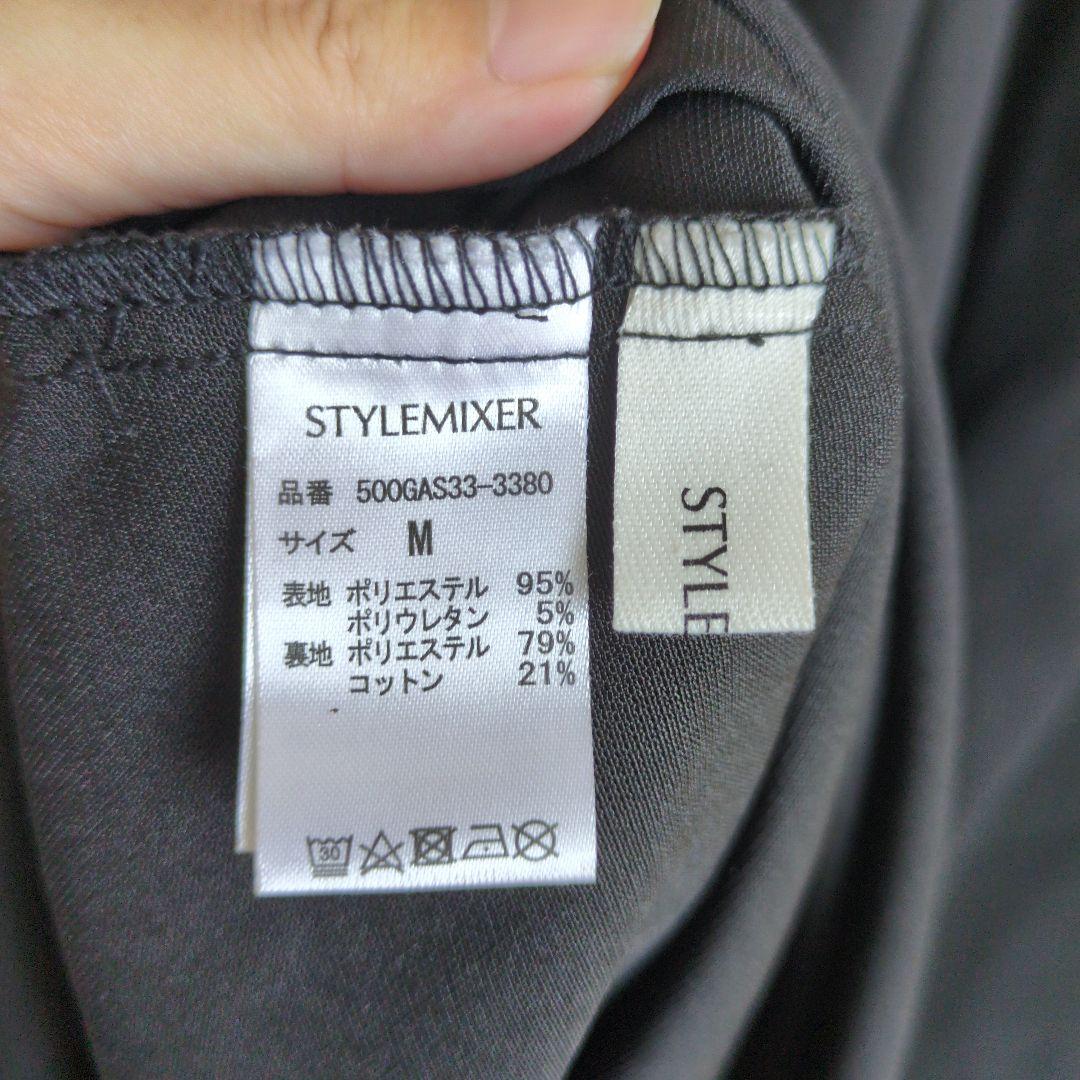 STYLEMIXER
品番 500GAS33-3380
サイズ M
表地 ポリエステル 95%
ポリウレタン 5%
裏地 ポリエステル 79%
コットン 21%
30
STYLE